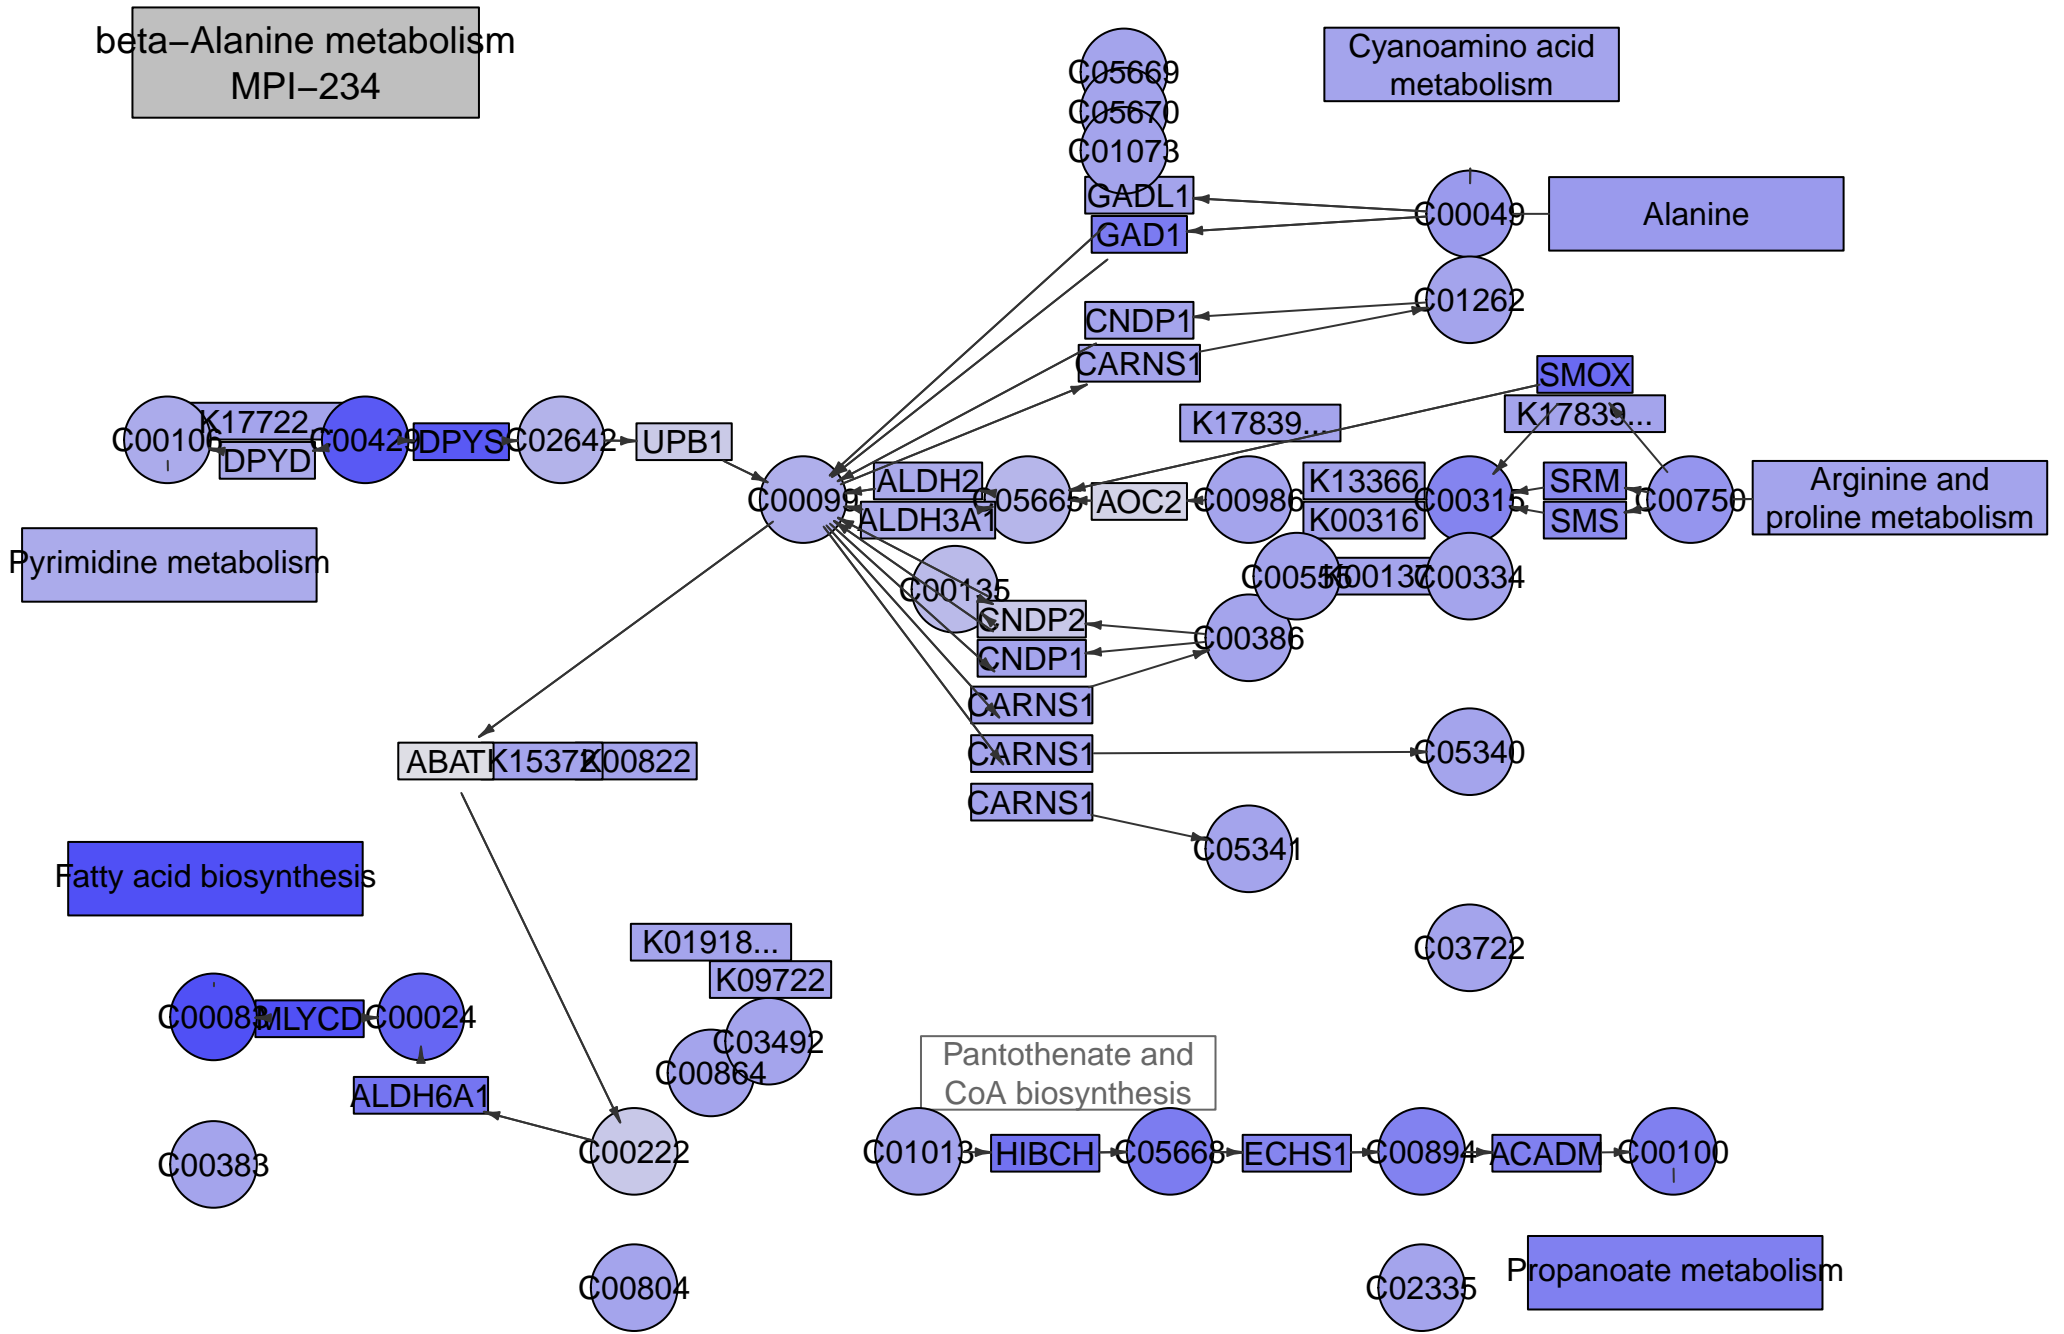 beta−Alanine metabolism
MPI−234
C05669
C05670
C01073
Cyanoamino acid
metabolism
GADL1
GAD1
C00049
Alanine
C01262
CNDP1
CARNS1
SMOX
K17839...
K17839...
C00106
K17722...
DPYD
C00429
DPYS
C02642
UPB1
C00099
ALDH2
ALDH3A1
C05665
AOC2
C00986
K13366
K00316
C00315
SRM
SMS
C00750
Arginine and
proline metabolism
Pyrimidine metabolism
C00135
C00555
K00137
C00334
CNDP2
CNDP1
C00386
CARNS1
CARNS1
CARNS1
C05340
C05341
ABAT
K15372
K00822
Fatty acid biosynthesis
K01918...
K09722
C03722
C00083
MLYCD
C00024
C03492
C00864
ALDH6A1
Pantothenate and
CoA biosynthesis
C00383
C00222
C01013
HIBCH
C05668
ECHS1
C00894
ACADM
C00100
C00804
C02335
Propanoate metabolism